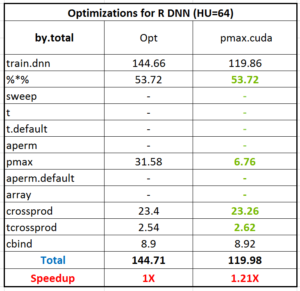 Optimizations for R DNN (HU=64)
by.total Opt pmax.cuda
train.dnn 144.66 119.86
%*% 53.72 53.72
sweep - -
t - -
t.default - -
aperm - -
pmax 31.58 6.76
aperm.default - -
array - -
crossprod 23.4 23.26
tcrossprod 2.54 2.62
cbind 8.9 8.92
Total 144.71 119.98
Speedup 1X 1.21X